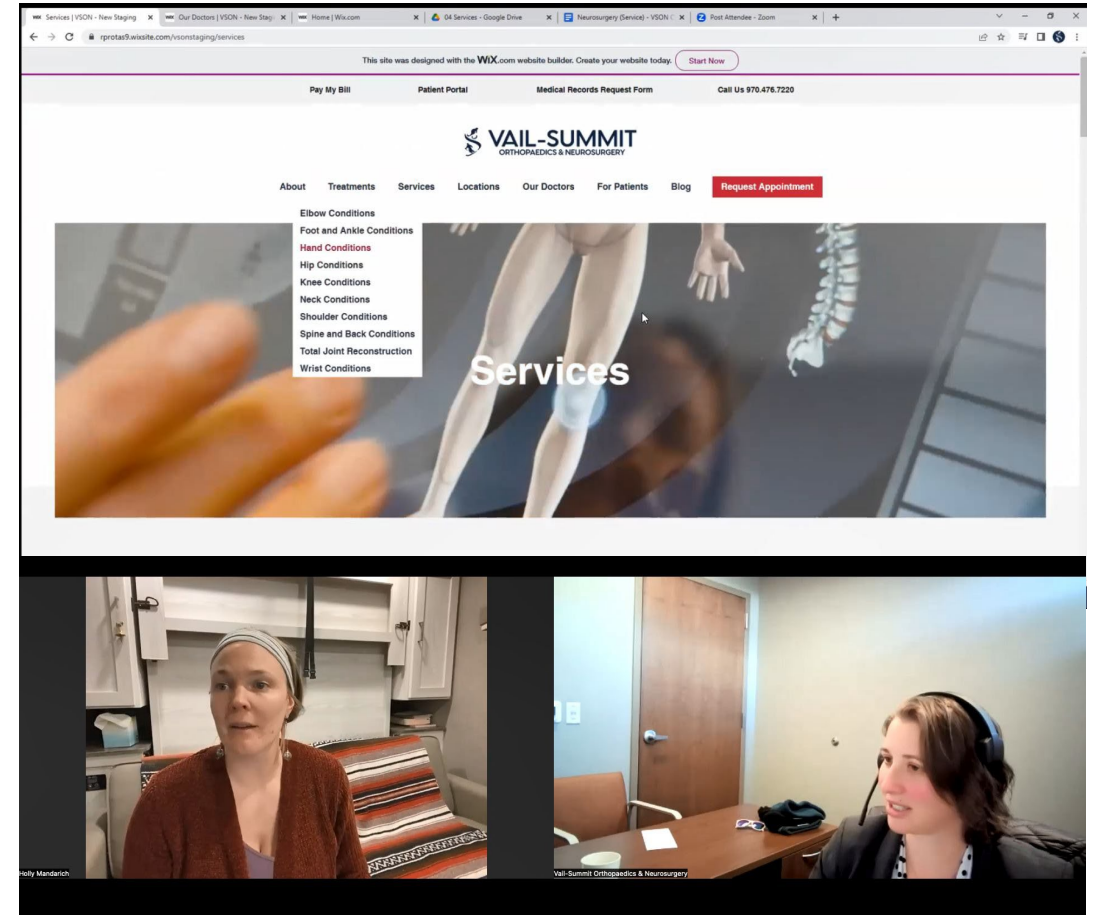 Services | VSON - New Staging
Our Doctors | VSON - New Stag
Home | Wix.com
04 Services - Google Drive
Neurosurgery (Service) - VSON C
Post Attendee - Zoom
rprotas9.wixsite.com/vsonstaging/services
This site was designed with the WiX.com website builder. Create your website today. Start Now
Pay My Bill Patient Portal Medical Records Request Form Call Us 970.476.7220
VAIL-SUMMIT
ORTHOPAEDICS & NEUROSURGERY
About Treatments Services Locations Our Doctors For Patients Blog Request Appointment
Elbow Conditions
Foot and Ankle Conditions
Hand Conditions
Hip Conditions
Knee Conditions
Neck Conditions
Shoulder Conditions
Spine and Back Conditions
Total Joint Reconstruction
Wrist Conditions
Services
Holly Mandarich
Vail-Summit Orthopaedics & Neurosurgery